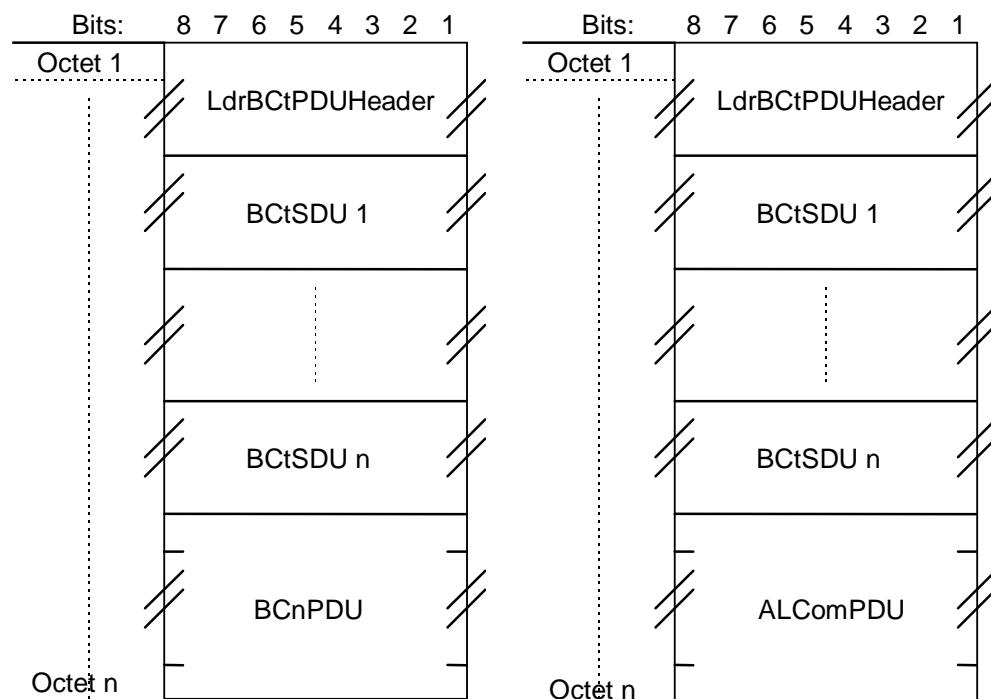 Bits: 8 7 6 5 4 3 2 1
Octet 1
LdrBCtPDUHeader
BCtSDU 1
BCtSDU n
BCnPDU
Octet n
Bits: 8 7 6 5 4 3 2 1
Octet 1
LdrBCtPDUHeader
BCtSDU 1
BCtSDU n
ALComPDU
Octet n